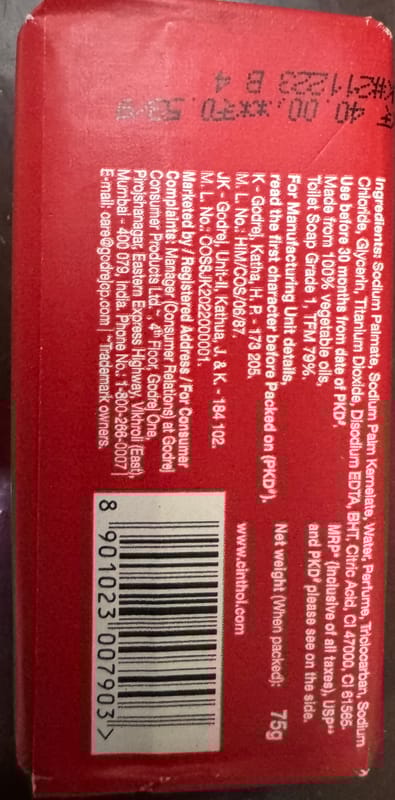 Ingredients: Sodium Palmate, Sodium Palm Kernelate, Water, Perfume, Triclocarban, Sodium
Chloride, Glycerin, Titanium Dioxide, Disodium EDTA, BHT, Citric Acid, CI 47000, CI 61565.
Use before 30 months from date of PKD#.
Made from 100% vegetable oils.
Toilet Soap Grade 1, TFM 79%.
MRP* (Inclusive of all taxes), USP**
and PKD# please see on the side.
For Manufacturing Unit details,
read the first character before Packed on (PKD#).
K - Godrej, Katha, H. P. - 173 205.
M. L. No.: HIM/COS/06/87.
JK - Godrej, Unit-II, Kathua, J. & K. - 184 102.
M. L. No.: COS8JK2022000001.
Net weight (When packed): 75g
www.cinthol.com
Marketed by / Registered Address / For Consumer
Complaints: Manager (Consumer Relations) at Godrej
Consumer Products Ltd.~, 4th Floor, Godrej One,
Pirojshanagar, Eastern Express Highway, Vikhroli (East),
Mumbai - 400 079, India. Phone No.: 1-800-266-0007 |
E-mail: care@godrejcp.com | ~Trademark owners.
8 901023 007903 >
40.00.**₹0.53/g
K#211223 B 4